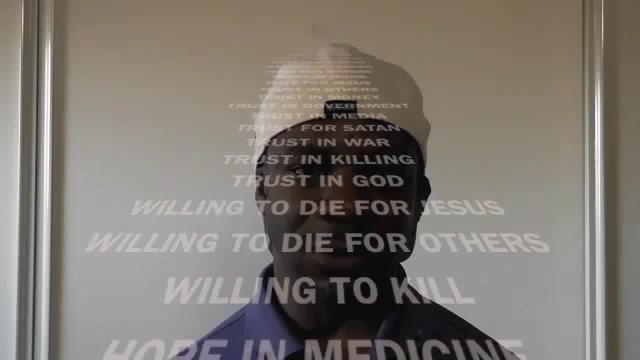 TRUST IN OTHERS
TRUST IN MONEY
TRUST IN GOVERNMENT
TRUST IN MEDIA
TRUST FOR SATAN
TRUST IN WAR
TRUST IN KILLING
TRUST IN GOD
WILLING TO DIE FOR JESUS
WILLING TO DIE FOR OTHERS
WILLING TO KILL
HOPE IN MEDICINE